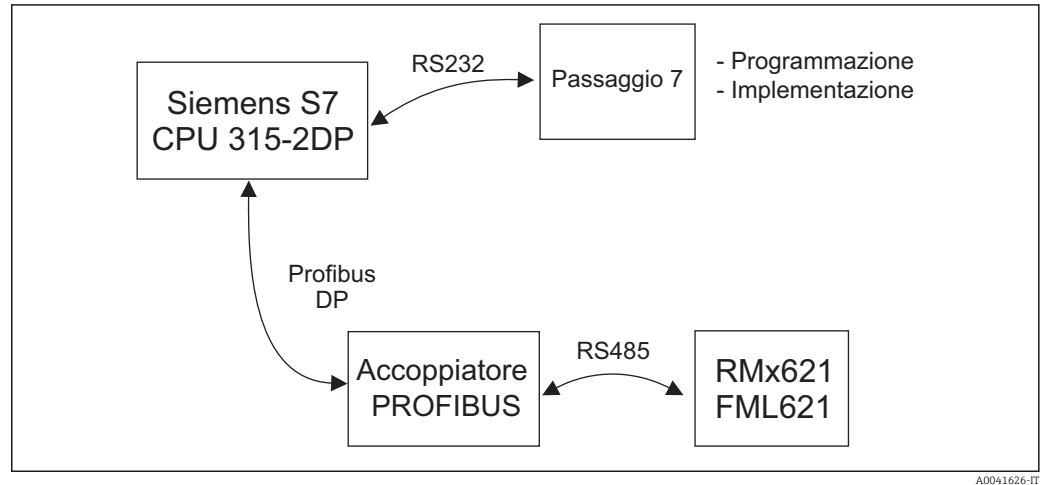 RS232
Siemens S7
CPU 315-2DP
Passaggio 7
- Programmazione
- Implementazione
Profibus
DP
Accoppiatore
PROFIBUS
RS485
RMx621
FML621
A0041626-IT